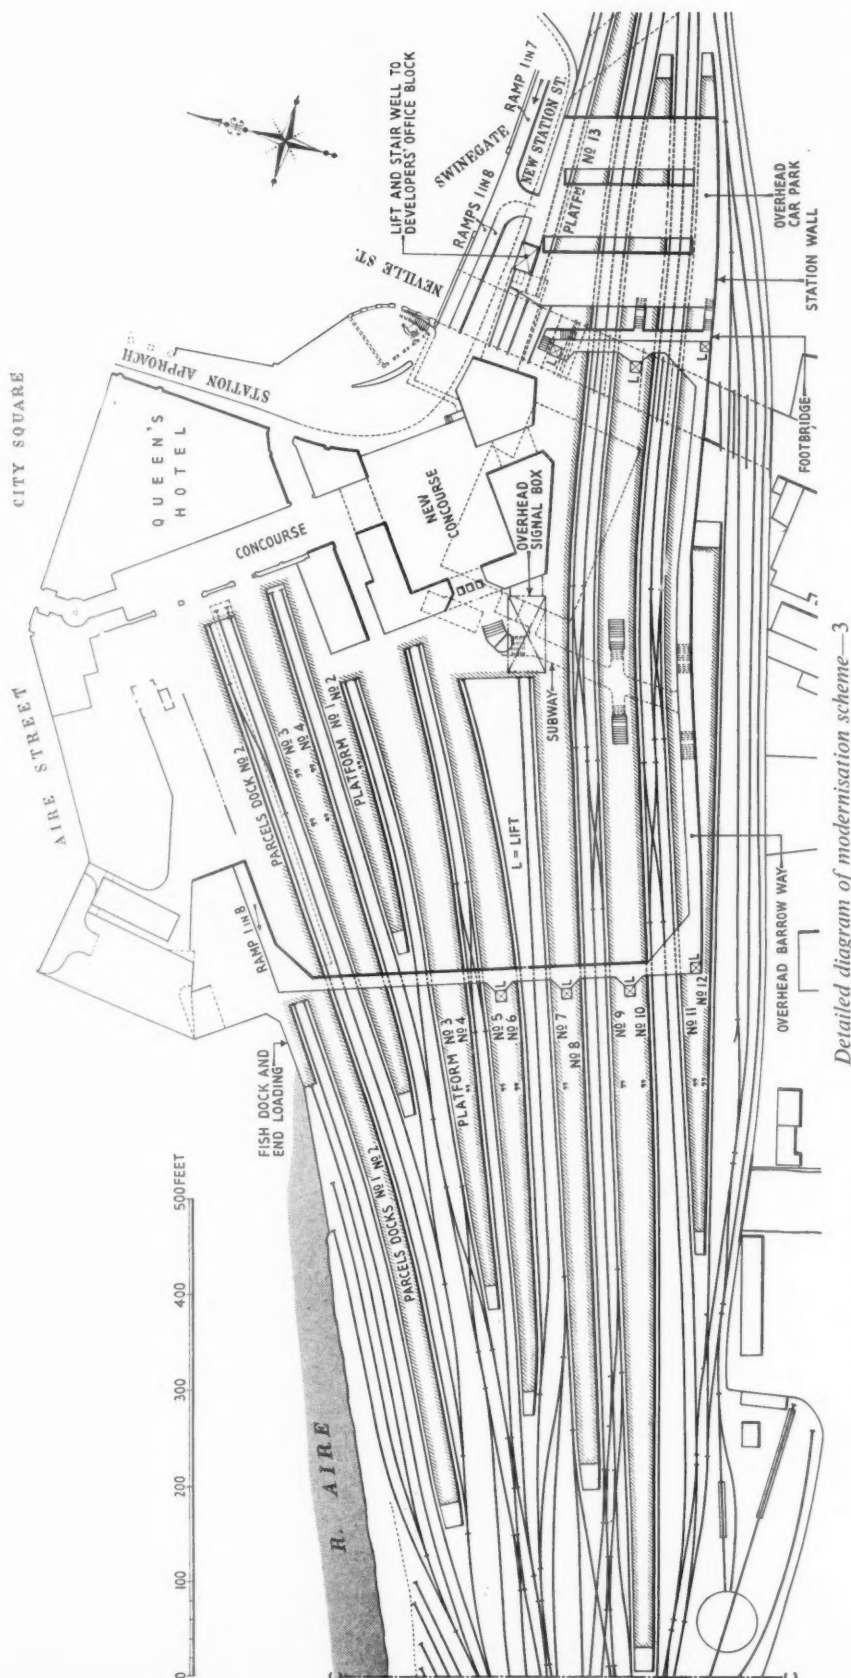 CITY SQUARE
AIRE STREET
QUEEN'S
HOTEL
STATION APPROACH
CONCOURSE
NEW
CONCOURSE
OVERHEAD
SIGNAL BOX
NEVILLE ST.
SWINEGATE
RAMPS 1 IN 8
RAMP 1 IN 7
NEW STATION ST.
LIFT AND STAIR WELL TO
DEVELOPERS' OFFICE BLOCK
PLATFM Nº 13
OVERHEAD
CAR PARK
STATION WALL
FOOTBRIDGE
L
L
L
SUBWAY
L = LIFT
PARCELS DOCK Nº 2
" Nº 3
" Nº 4
PLATFORM Nº 1
" Nº 2
RAMP 1 IN 8
FISH DOCK AND
END LOADING
PARCELS DOCKS Nº 1 Nº 2
PLATFORM Nº 3
" Nº 4
" Nº 5
" Nº 6
" Nº 7
Nº 8
" Nº 9
" Nº 10
" Nº 11
" Nº 12
L
L
L
L
OVERHEAD BARROW WAY
R. AIRE
0 100 200 300 400 500 FEET
Detailed diagram of modernisation scheme—3